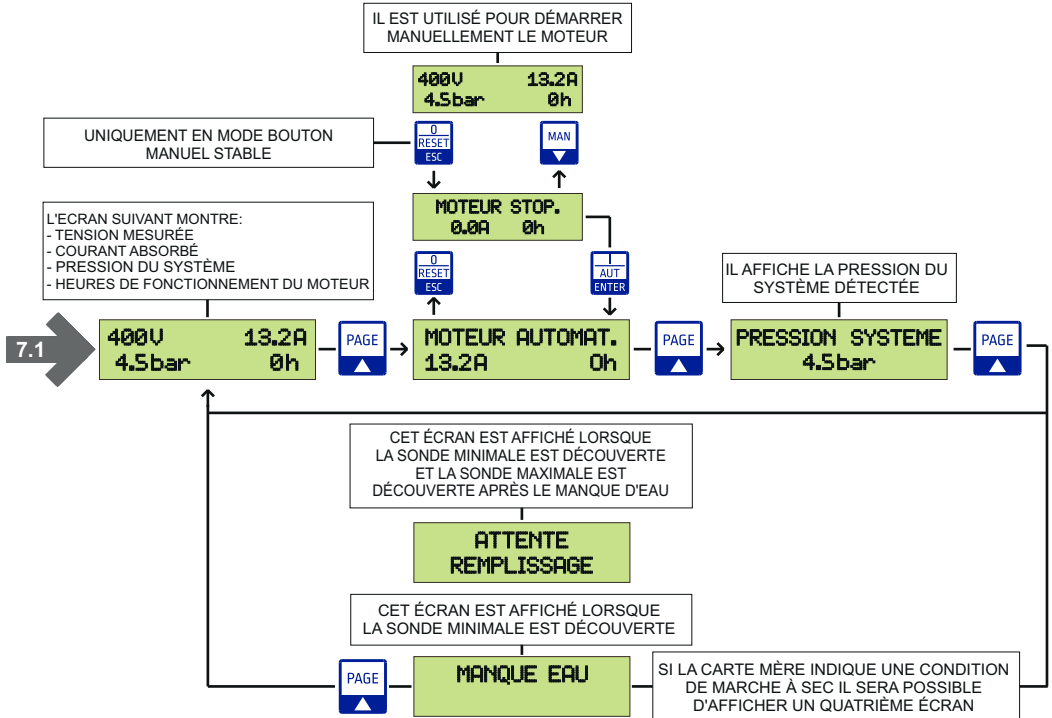 IL EST UTILISÉ POUR DÉMARRER
MANUELLEMENT LE MOTEUR
400V 13.2A
4.5bar 0h
UNIQUEMENT EN MODE BOUTON
MANUEL STABLE
0
RESET
ESC
MAN
MOTEUR STOP.
0.0A 0h
L'ECRAN SUIVANT MONTRE:
- TENSION MESURÉE
- COURANT ABSORBÉ
- PRESSION DU SYSTÈME
- HEURES DE FONCTIONNEMENT DU MOTEUR
0
RESET
ESC
I
AUT
ENTER
IL AFFICHE LA PRESSION DU
SYSTÈME DÉTECTÉE
7.1
400V 13.2A
4.5bar 0h
PAGE
MOTEUR AUTOMAT.
13.2A Oh
PAGE
PRESSION SYSTEME
4.5bar
PAGE
CET ÉCRAN EST AFFICHÉ LORSQUE
LA SONDE MINIMALE EST DÉCOUVERTE
ET LA SONDE MAXIMALE EST
DÉCOUVERTE APRÈS LE MANQUE D'EAU
ATTENTE
REMPLISSAGE
CET ÉCRAN EST AFFICHÉ LORSQUE
LA SONDE MINIMALE EST DÉCOUVERTE
PAGE
MANQUE EAU
SI LA CARTE MÈRE INDIQUE UNE CONDITION
DE MARCHE À SEC IL SERA POSSIBLE
D'AFFICHER UN QUATRIÈME ÉCRAN